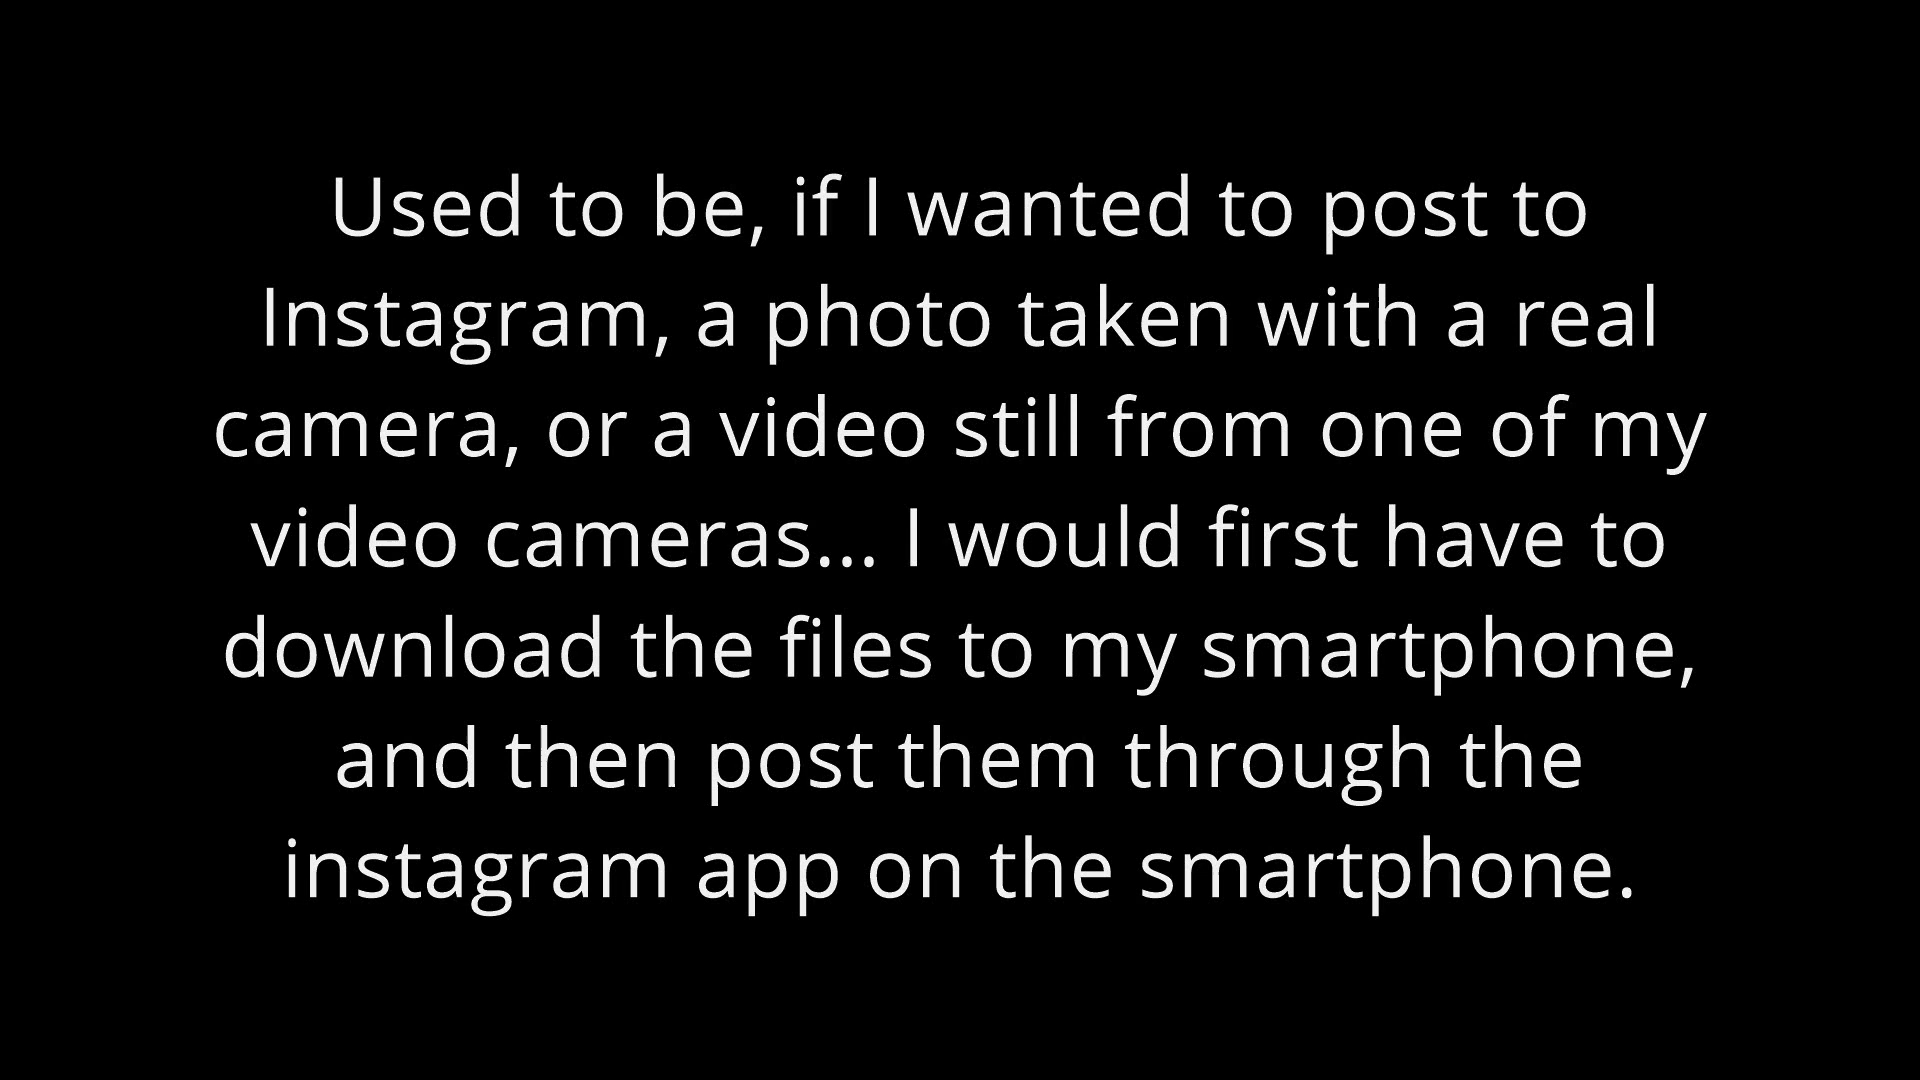 Used to be, if I wanted to post to
Instagram, a photo taken with a real
camera, or a video still from one of my
video cameras... I would first have to
download the files to my smartphone,
and then post them through the
instagram app on the smartphone.